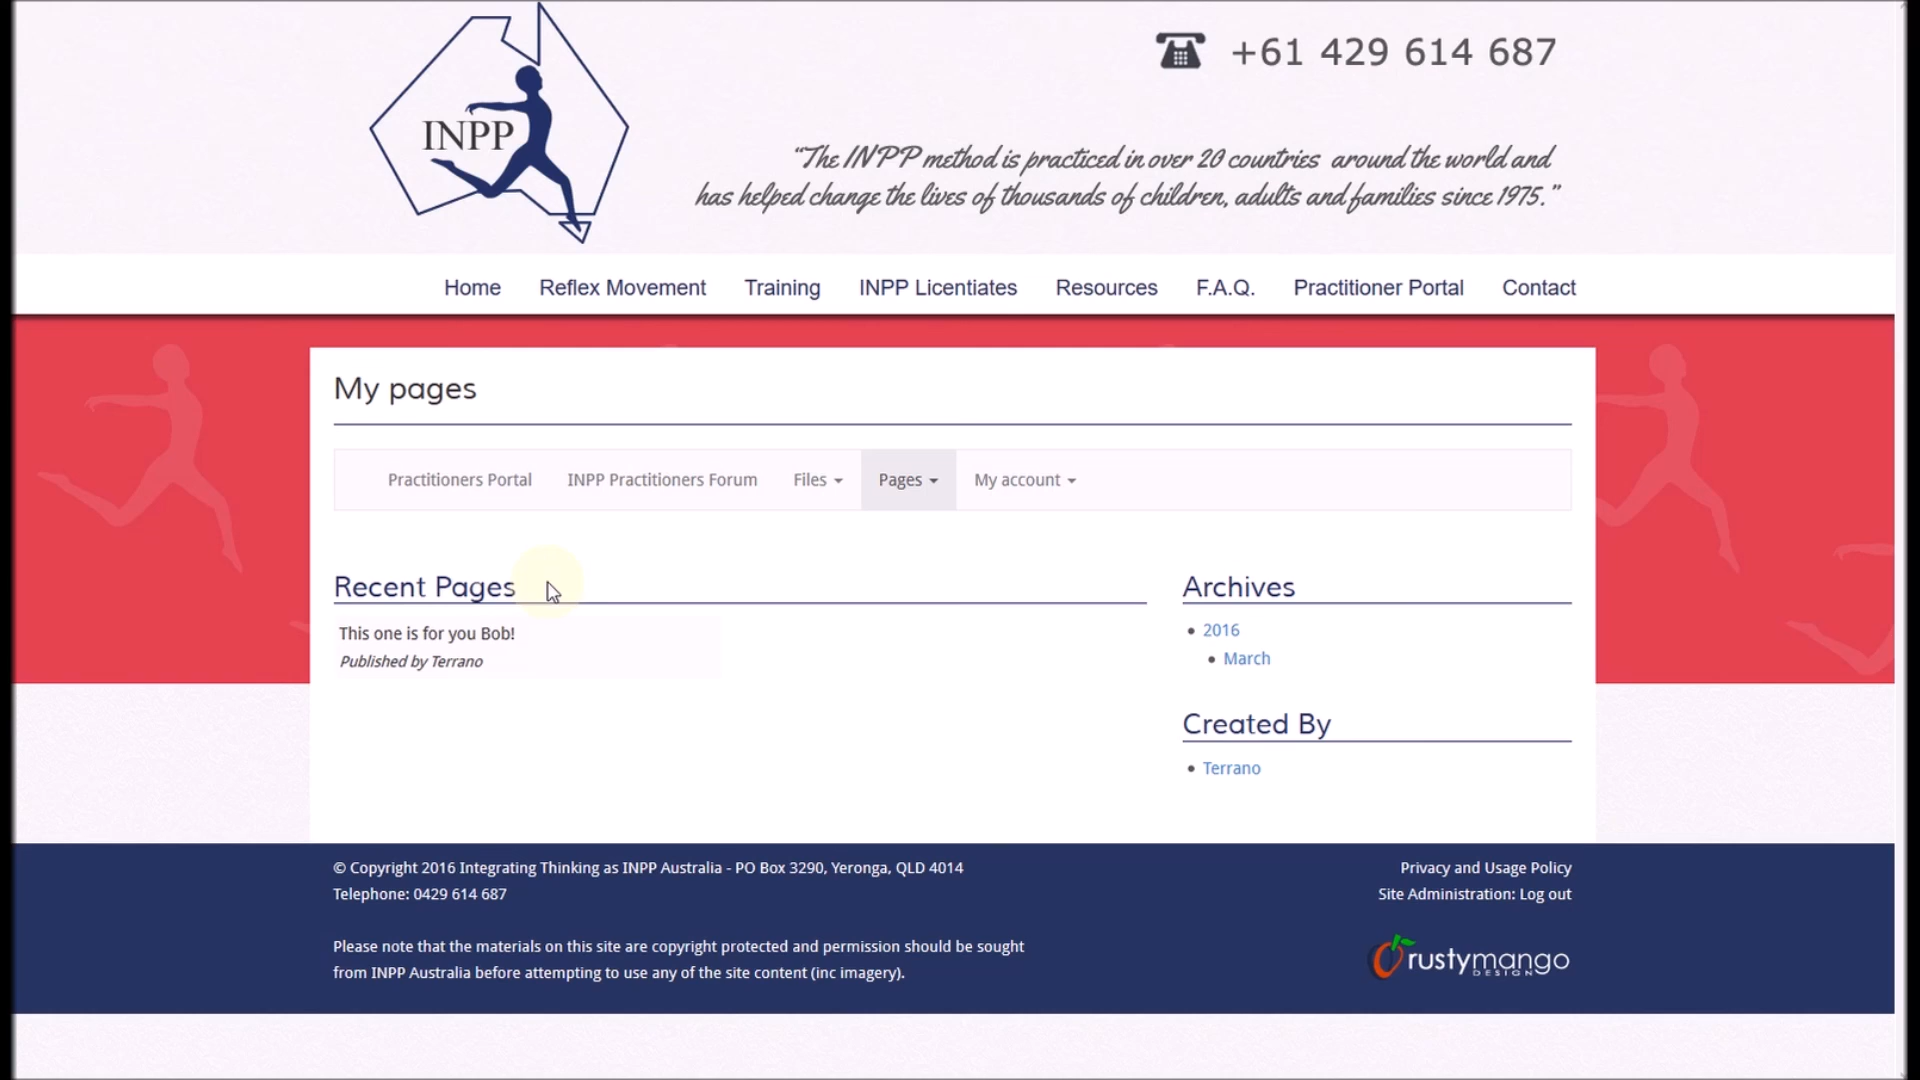 INPP
+61 429 614 687
“The INPP method is practiced in over 20 countries around the world and
has helped change the lives of thousands of children, adults and families since 1975.”
Home Reflex Movement Training INPP Licentiates Resources F.A.Q. Practitioner Portal Contact
My pages
Practitioners Portal INPP Practitioners Forum Files Pages My account
Recent Pages
This one is for you Bob!
Published by Terrano
Archives
2016
March
Created By
Terrano
© Copyright 2016 Integrating Thinking as INPP Australia - PO Box 3290, Yeronga, QLD 4014
Telephone: 0429 614 687
Please note that the materials on this site are copyright protected and permission should be sought
from INPP Australia before attempting to use any of the site content (inc imagery).
Privacy and Usage Policy
Site Administration: Log out
rustymango
DESIGN